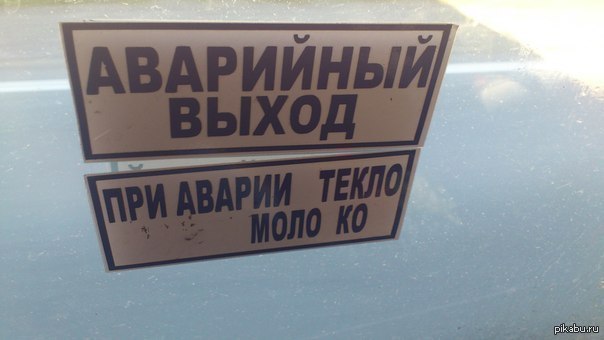 АВАРИЙНЫЙ
ВЫХОД
ПРИ АВАРИИ ТЕКЛО
МОЛО КО
pikabu.ru